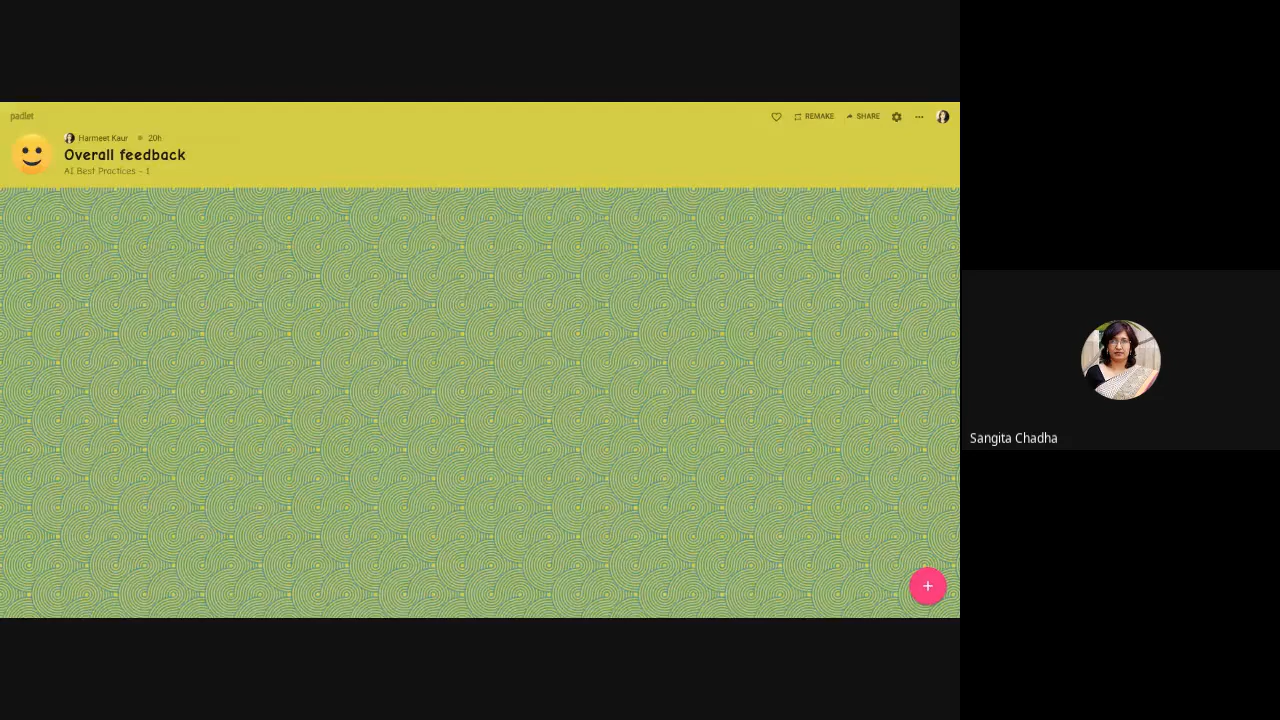 padlet
REMAKE
SHARE
Harmeet Kaur 20h
Overall feedback
AI Best Practices - 1
Sangita Chadha